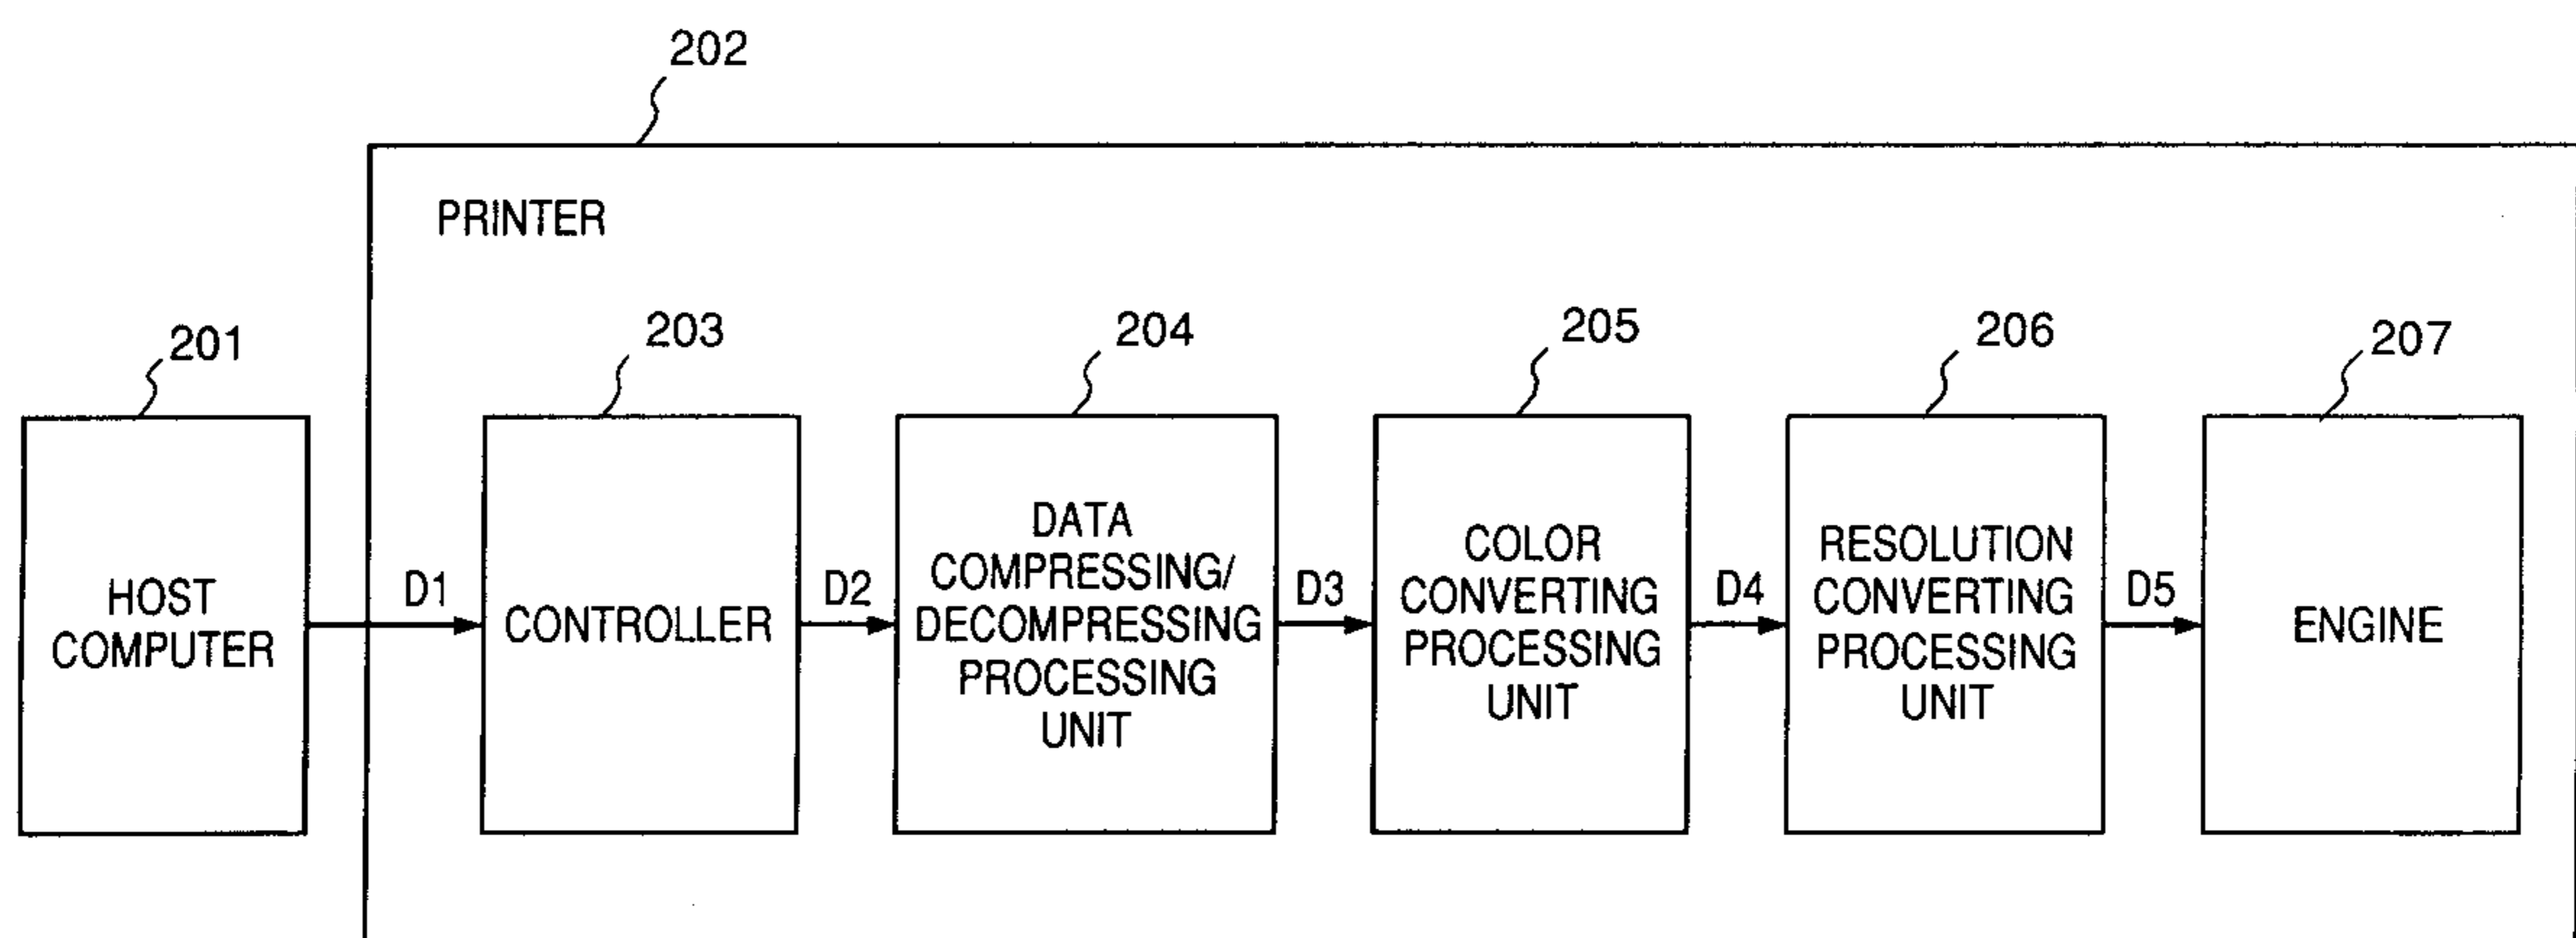 202
PRINTER
201
203
204
205
206
207
HOST
COMPUTER
D1
CONTROLLER
D2
DATA
COMPRESSING/
DECOMPRESSING
PROCESSING
UNIT
D3
COLOR
CONVERTING
PROCESSING
UNIT
D4
RESOLUTION
CONVERTING
PROCESSING
UNIT
D5
ENGINE